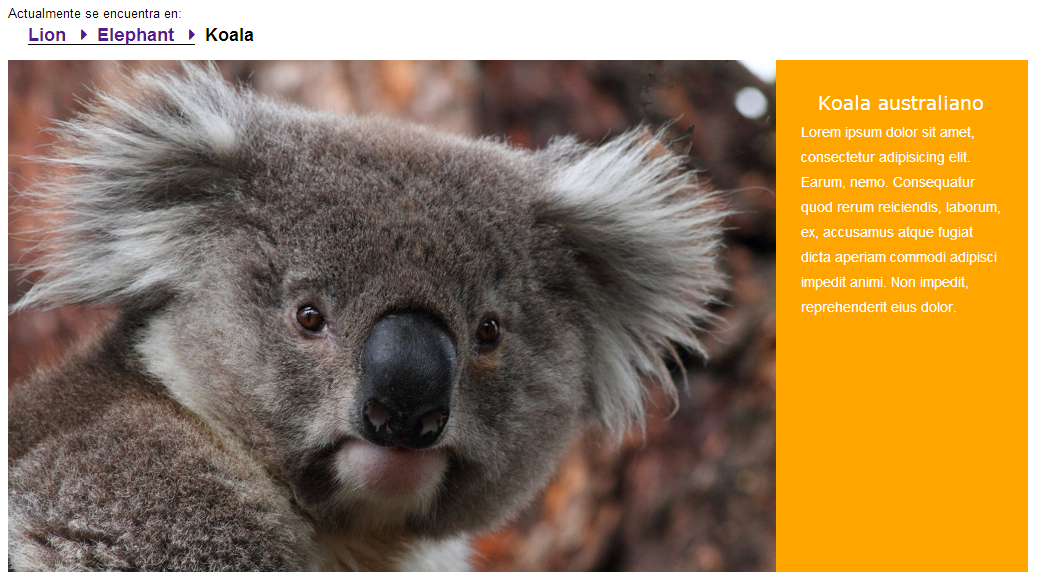 Actualmente se encuentra en:
Lion Elephant Koala
Koala australiano
Lorem ipsum dolor sit amet,
consectetur adipisicing elit.
Earum, nemo. Consequatur
quod rerum reiciendis, laborum,
ex, accusamus atque fugiat
dicta aperiam commodi adipisci
impedit animi. Non impedit,
reprehenderit eius dolor.